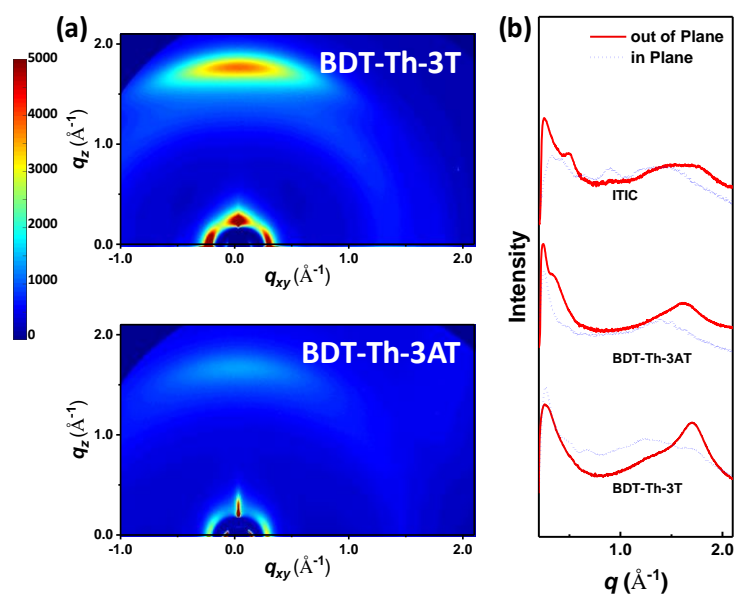 (a)
BDT-Th-3T
5000
4000
3000
2000
1000
0
2.0
1.0
0.0
qz (Å-1)
-1.0 0.0 1.0 2.0
qxy (Å-1)
BDT-Th-3AT
2.0
1.0
0.0
qz (Å-1)
-1.0 0.0 1.0 2.0
qxy (Å-1)
(b)
out of Plane
in Plane
ITIC
BDT-Th-3AT
BDT-Th-3T
Intensity
1 2
q (Å-1)